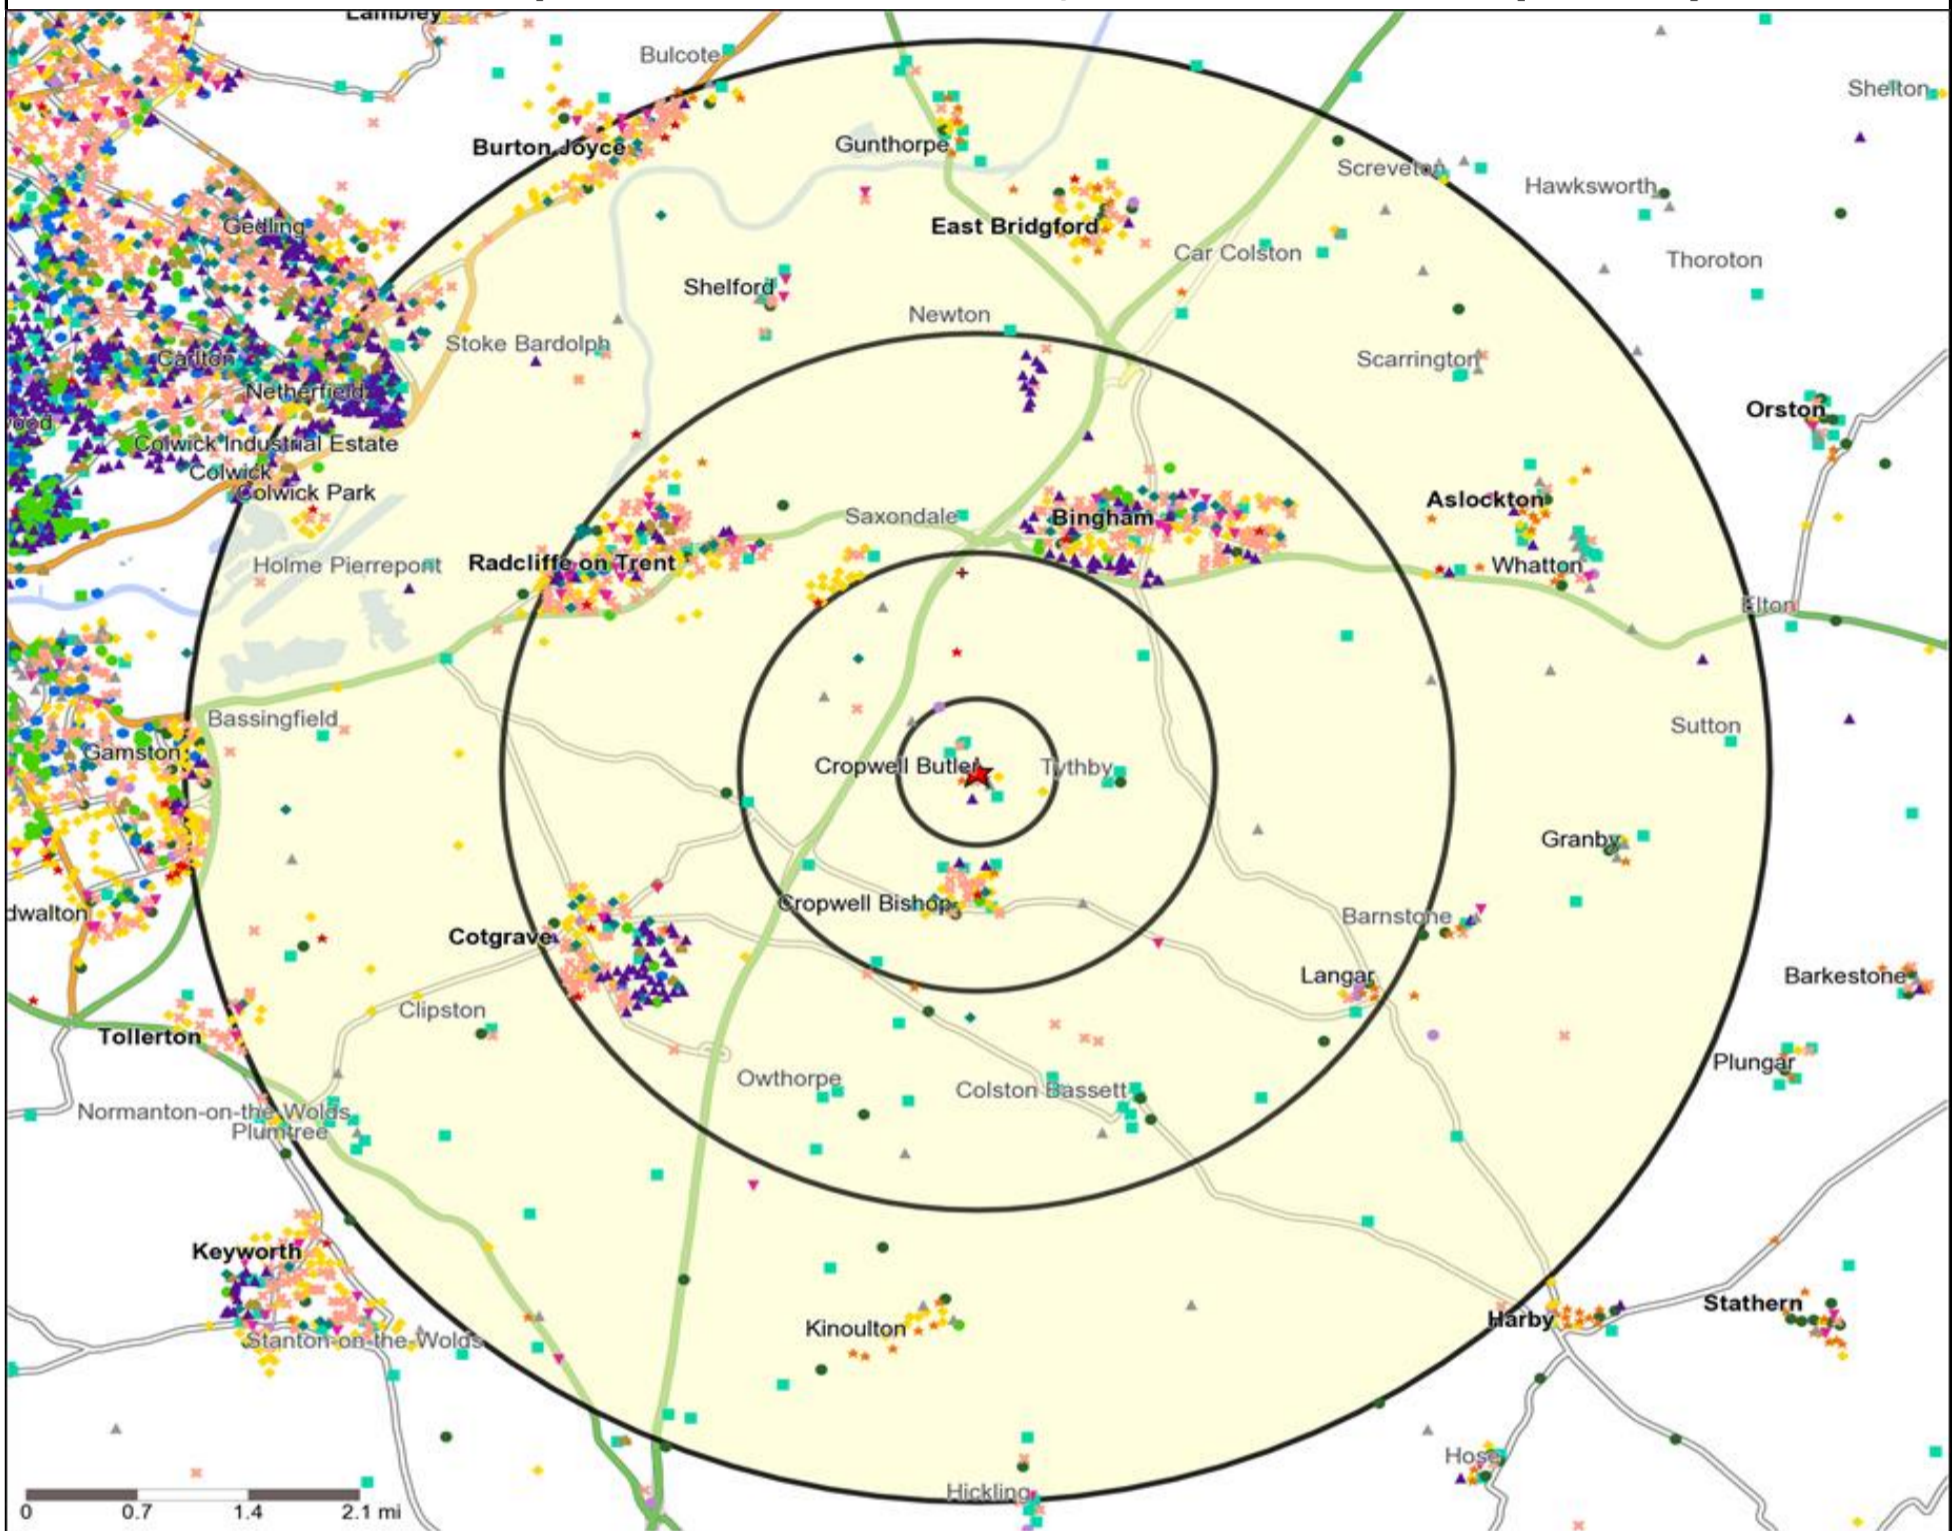 Lambley
Bulcote
Shelton
Burton Joyce
Gunthorpe
Screveton
Hawksworth
Gedling
East Bridgford
Car Colston
Thoroton
Shelford
Newton
Stoke Bardolph
Carlton
Scarrington
Netherfield
Orston
ood
Colwick Industrial Estate
Colwick
Colwick Park
Aslockton
Saxondale
Bingham
Holme Pierrepont
Radcliffe on Trent
Whatton
Elton
Bassingfield
Sutton
Gamston
Cropwell Butler
Tythby
Granby
dwalton
Cropwell Bishop
Barnstone
Cotgrave
Langar
Barkestone
Clipston
Tollerton
Plungar
Owthorpe
Colston Bassett
Normanton-on-the-Wolds
Plumtree
Keyworth
Stathern
Harby
Kinoulton
Stanton-on-the-Wolds
Hose
Hickling
0 0.7 1.4 2.1 mi